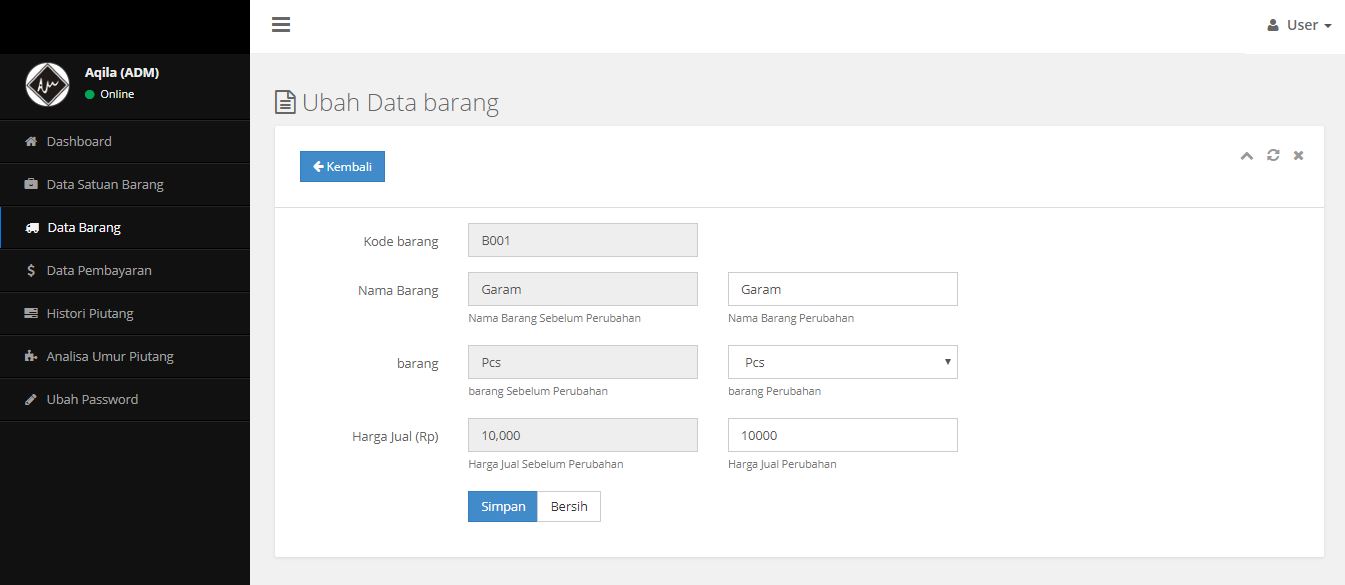 User
Aqila (ADM)
Online
Dashboard
Data Satuan Barang
Data Barang
Data Pembayaran
Histori Piutang
Analisa Umur Piutang
Ubah Password
Ubah Data barang
Kembali
Kode barang B001
Nama Barang Garam Garam
Nama Barang Sebelum Perubahan Nama Barang Perubahan
barang Pcs Pcs
barang Sebelum Perubahan barang Perubahan
Harga Jual (Rp) 10,000 10000
Harga Jual Sebelum Perubahan Harga Jual Perubahan
Simpan Bersih